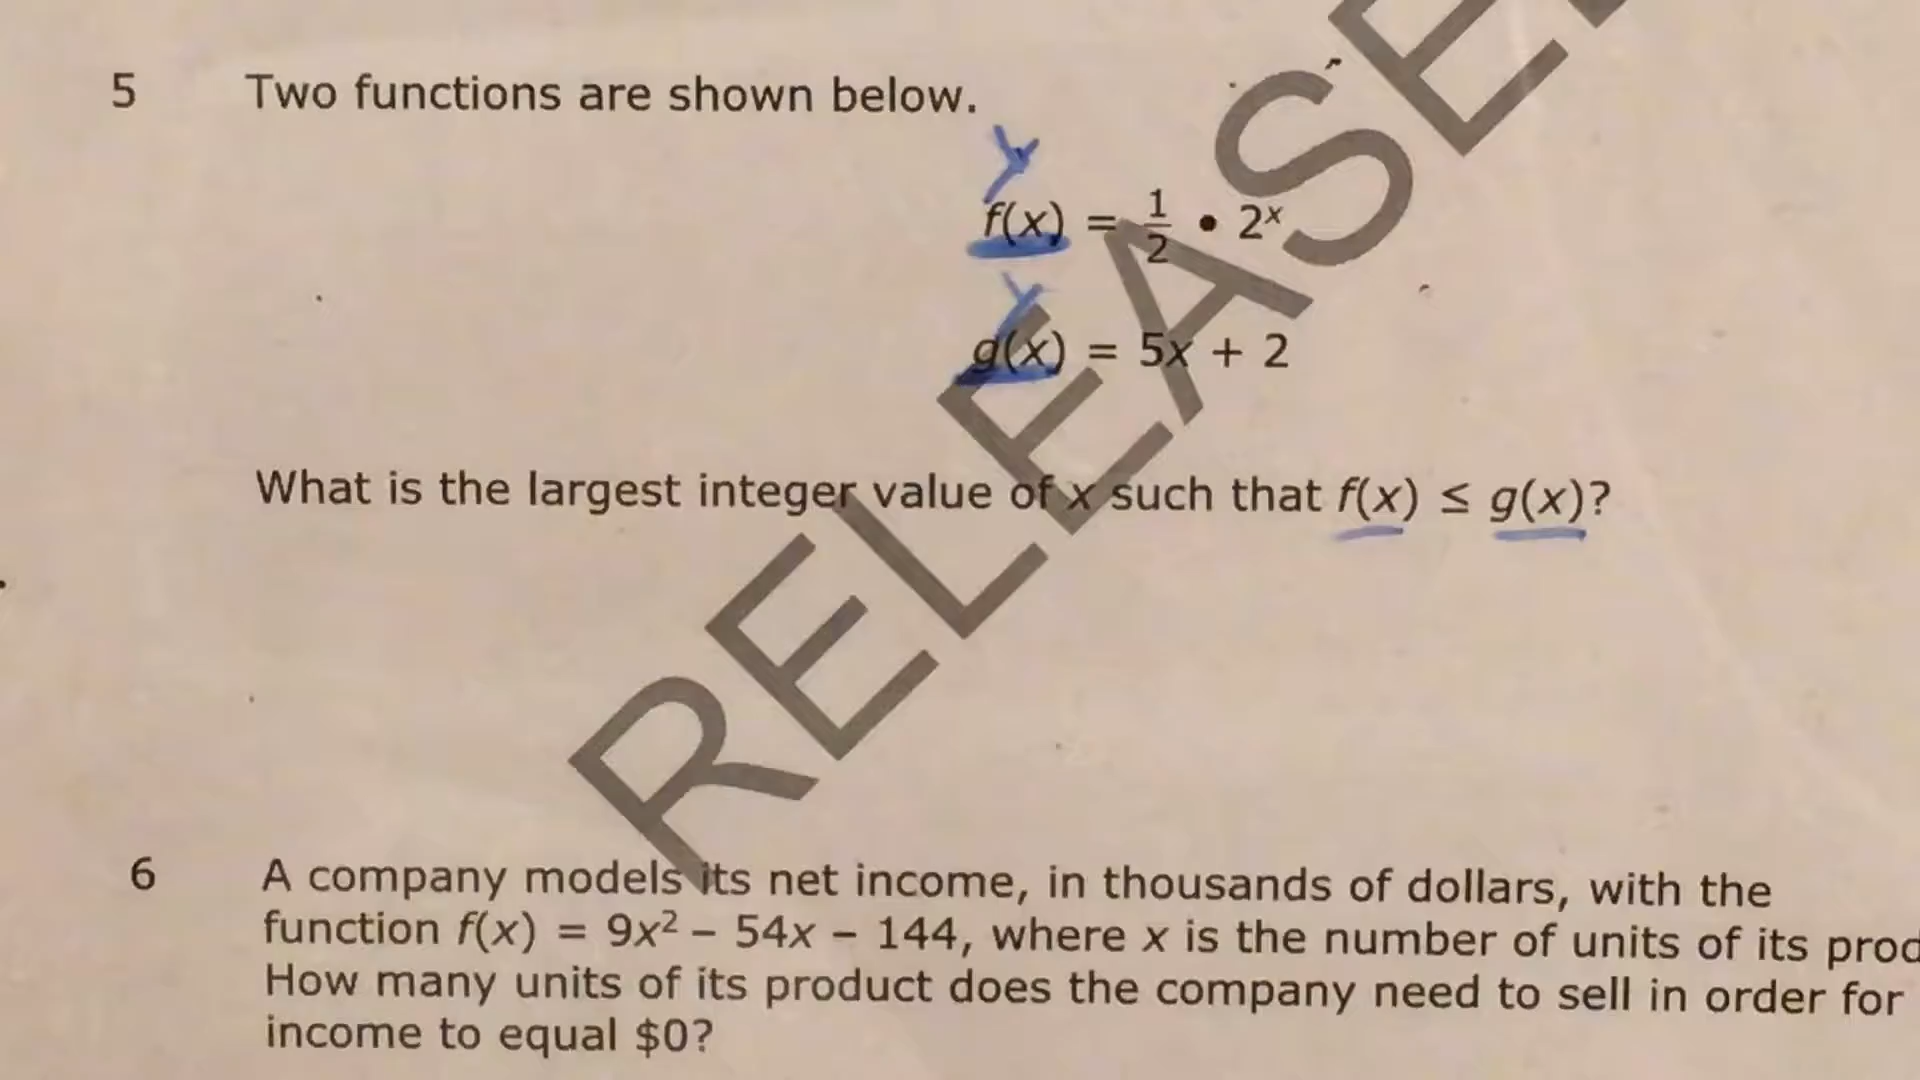 5 Two functions are shown below.
y
f(x) = 1/2 • 2ˣ
y
g(x) = 5x + 2
What is the largest integer value of x such that f(x) ≤ g(x)?
RELEASE
6 A company models its net income, in thousands of dollars, with the
function f(x) = 9x² – 54x – 144, where x is the number of units of its prod
How many units of its product does the company need to sell in order for
income to equal $0?